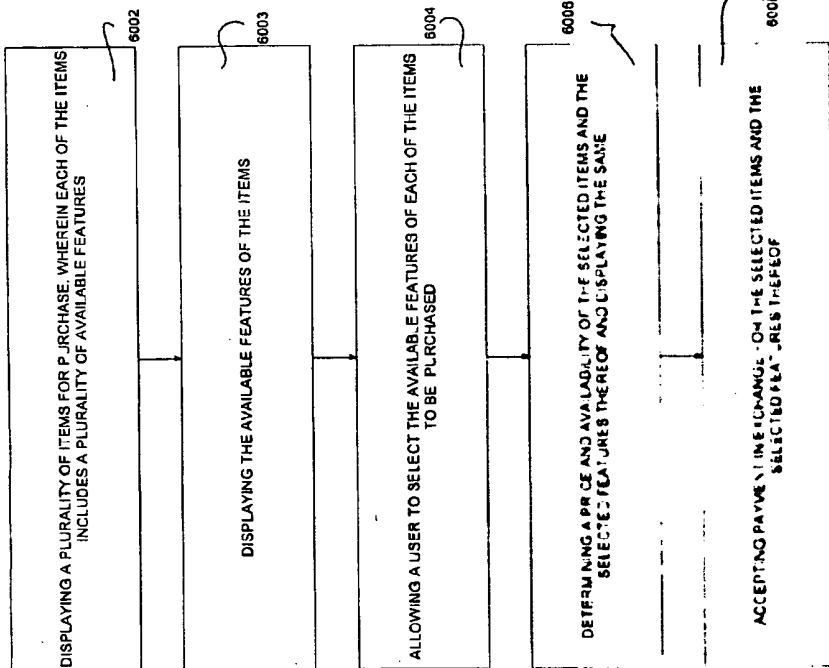 DISPLAYING A PLURALITY OF ITEMS FOR PURCHASE, WHEREIN EACH OF THE ITEMS
INCLUDES A PLURALITY OF AVAILABLE FEATURES
6002
DISPLAYING THE AVAILABLE FEATURES OF THE ITEMS
6003
ALLOWING A USER TO SELECT THE AVAILABLE FEATURES OF EACH OF THE ITEMS
TO BE PURCHASED
6004
DETERMINING A PRICE AND AVAILABILITY OF THE SELECTED ITEMS AND THE
SELECTED FEATURES THEREOF AND DISPLAYING THE SAME
6006
ACCEPTING PAYMENT IN EXCHANGE FOR THE SELECTED ITEMS AND THE
SELECTED FEATURES THEREOF